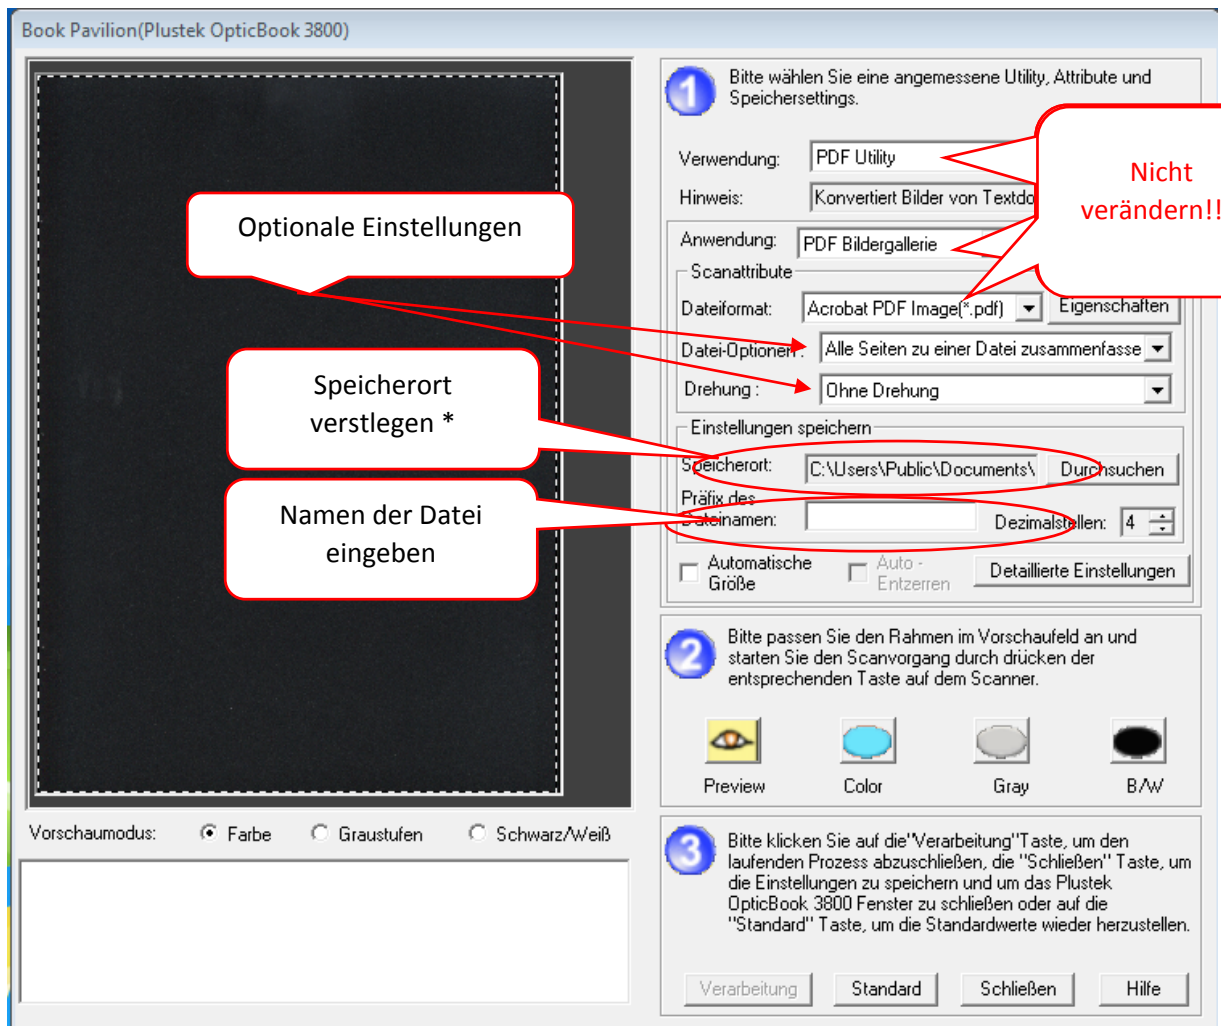 Book Pavilion(Plustek OpticBook 3800)
Bitte wählen Sie eine angemessene Utility, Attribute und
Speichersettings.
Verwendung: PDF Utility
Hinweis: Konvertiert Bilder von Textdo
Nicht
verändern!!
Anwendung: PDF Bildergallerie
Scanattribute
Dateiformat: Acrobat PDF Image(*.pdf) Eigenschaften
Datei-Optionen : Alle Seiten zu einer Datei zusammenfasse
Drehung : Ohne Drehung
Optionale Einstellungen
Speicherort
verstlegen *
Namen der Datei
eingeben
Einstellungen speichern
Speicherort: C:\Users\Public\Documents\ Durchsuchen
Präfix des
Dateinamen: Dezimalstellen: 4
Automatische
Größe
Auto -
Entzerren
Detaillierte Einstellungen
1
2
Bitte passen Sie den Rahmen im Vorschaufeld an und
starten Sie den Scanvorgang durch drücken der
entsprechenden Taste auf dem Scanner.
Preview Color Gray B/W
Vorschaumodus: Farbe Graustufen Schwarz/Weiß
3
Bitte klicken Sie auf die"Verarbeitung"Taste, um den
laufenden Prozess abzuschließen, die "Schließen" Taste, um
die Einstellungen zu speichern und um das Plustek
OpticBook 3800 Fenster zu schließen oder auf die
"Standard" Taste, um die Standardwerte wieder herzustellen.
Verarbeitung Standard Schließen Hilfe